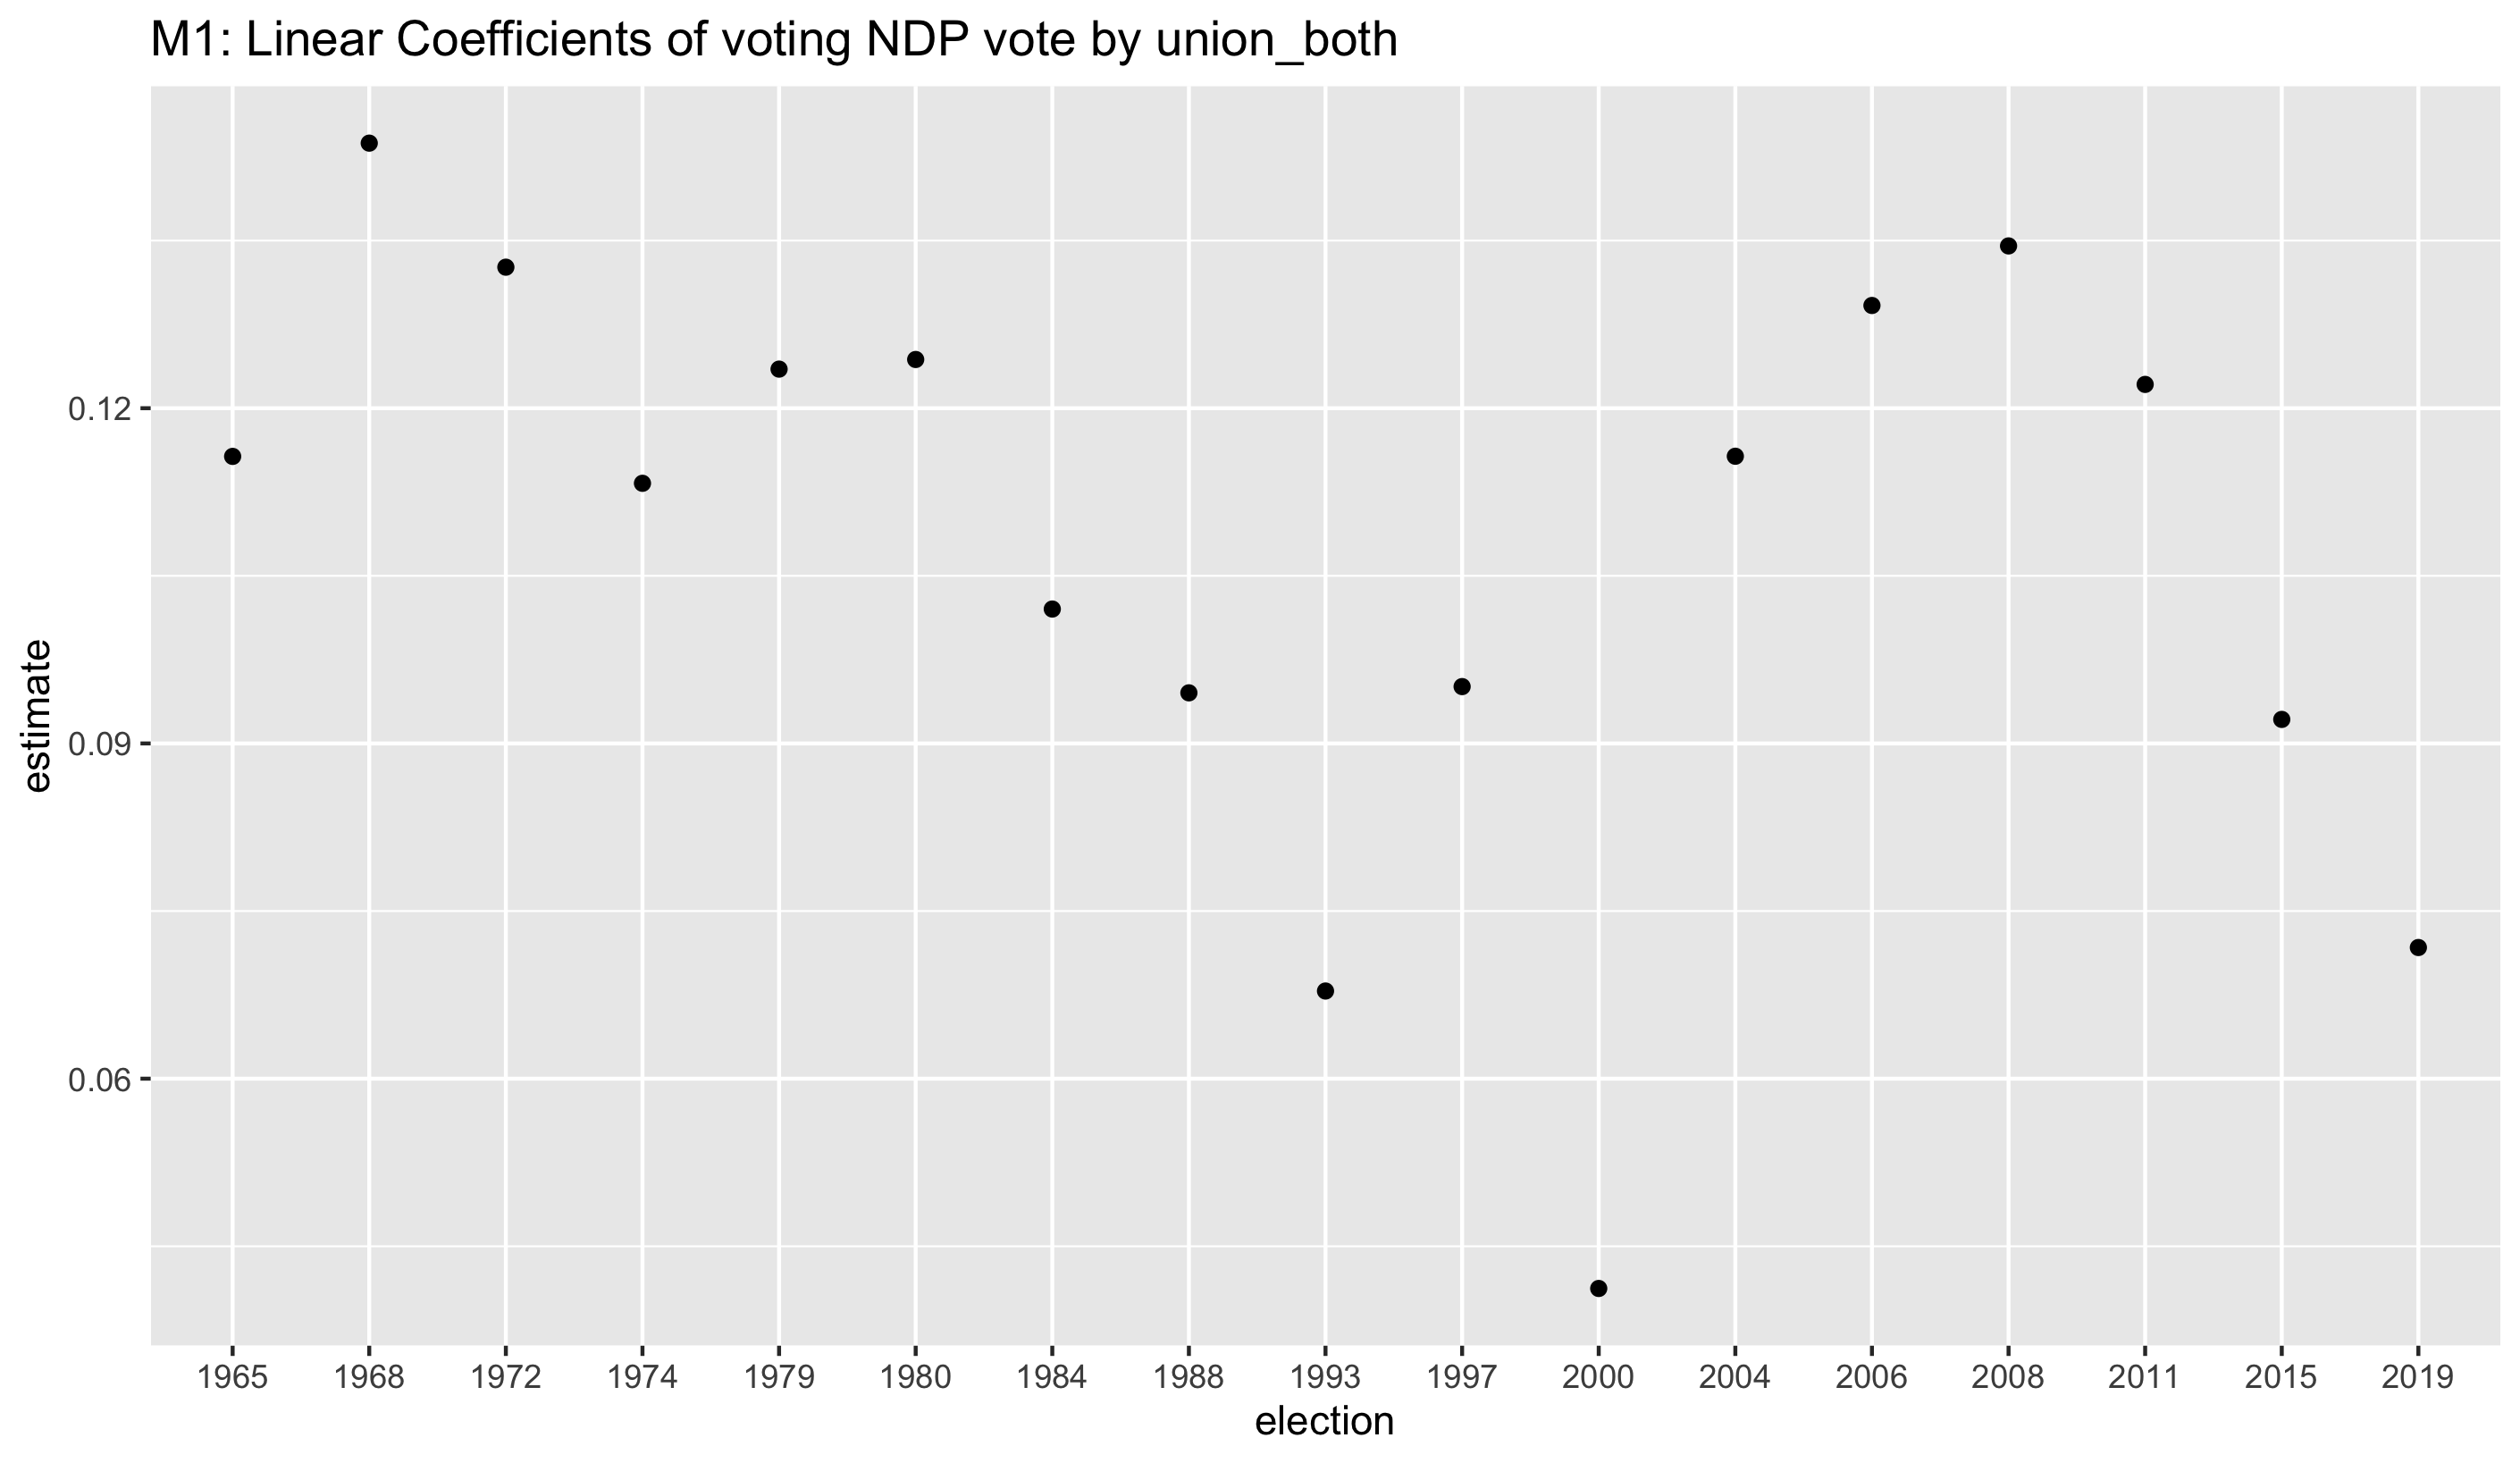 M1: Linear Coefficients of voting NDP vote by union_both
estimate
0.12
0.09
0.06
1965 1968 1972 1974 1979 1980 1984 1988 1993 1997 2000 2004 2006 2008 2011 2015 2019
election